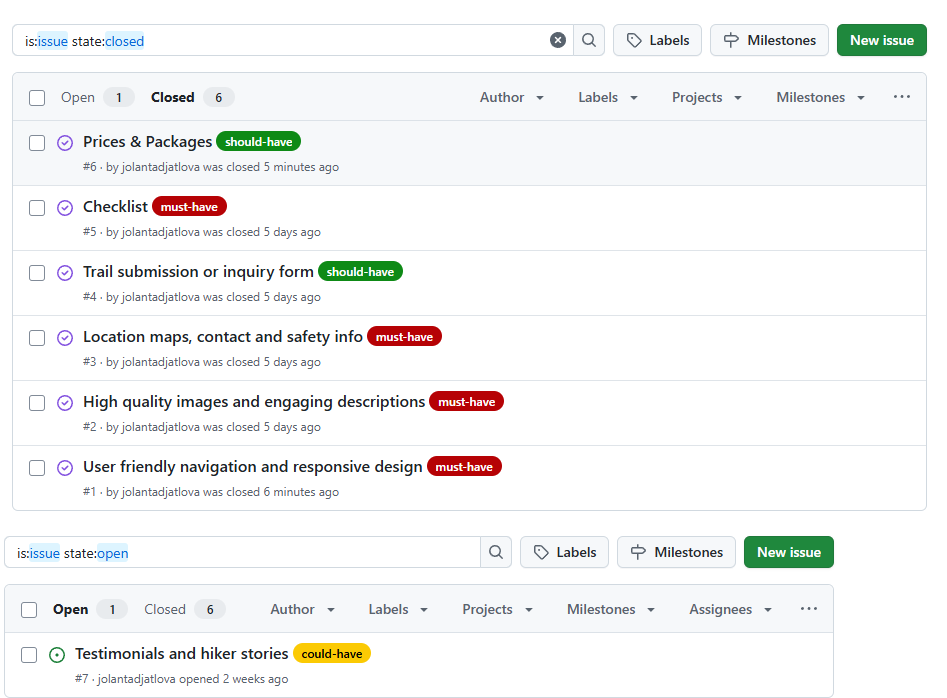 is:issue state:closed Labels Milestones New issue
Open 1 Closed 6 Author Labels Projects Milestones ...
Prices & Packages should-have
#6 · by jolantadjatlova was closed 5 minutes ago
Checklist must-have
#5 · by jolantadjatlova was closed 5 days ago
Trail submission or inquiry form should-have
#4 · by jolantadjatlova was closed 5 days ago
Location maps, contact and safety info must-have
#3 · by jolantadjatlova was closed 5 days ago
High quality images and engaging descriptions must-have
#2 · by jolantadjatlova was closed 5 days ago
User friendly navigation and responsive design must-have
#1 · by jolantadjatlova was closed 6 minutes ago
is:issue state:open Labels Milestones New issue
Open 1 Closed 6 Author Labels Projects Milestones Assignees ...
Testimonials and hiker stories could-have
#7 · jolantadjatlova opened 2 weeks ago